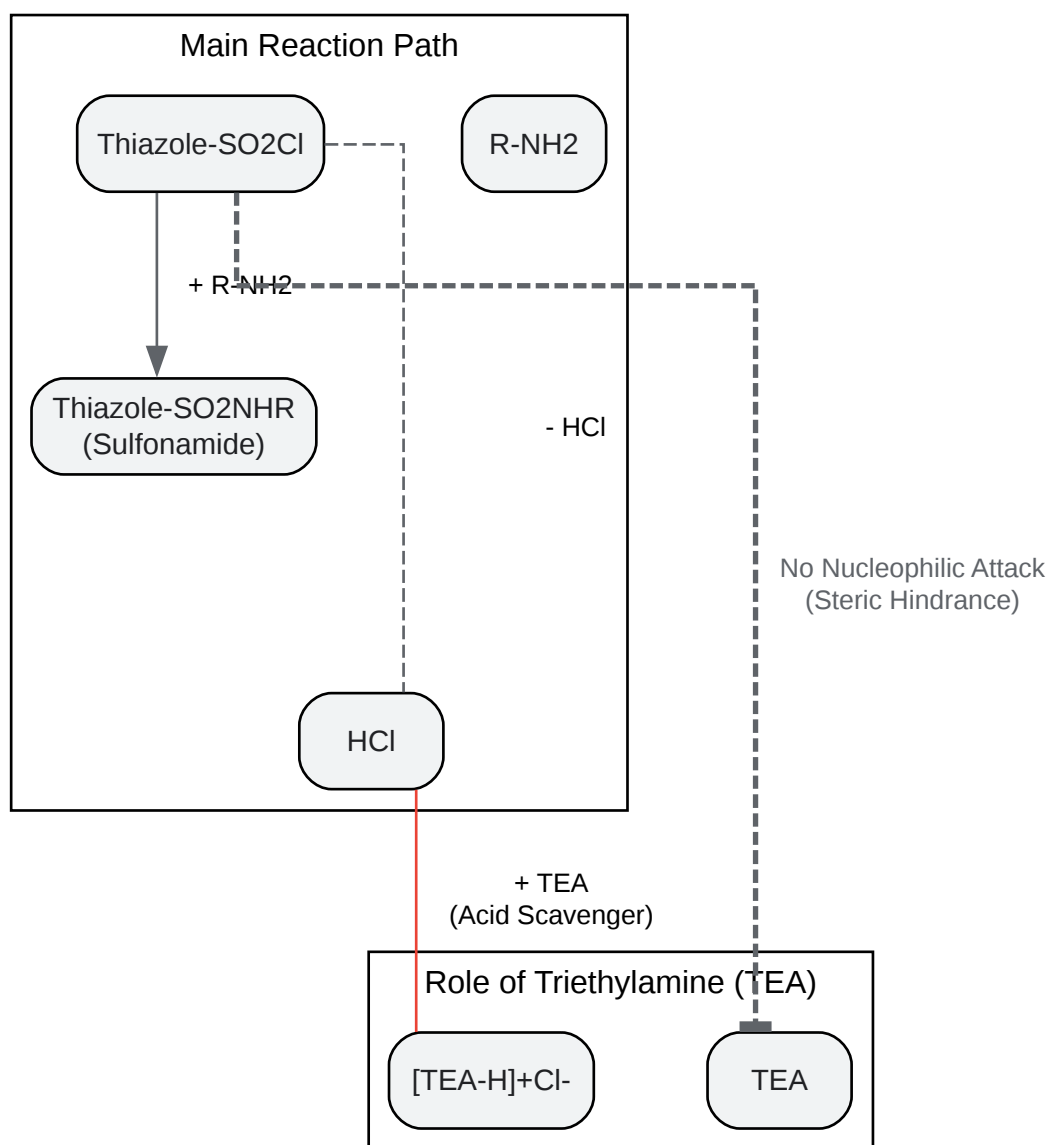 Main Reaction Path
Thiazole-SO2Cl
R-NH2
+ R-NH2
Thiazole-SO2NHR
(Sulfonamide)
- HCl
No Nucleophilic Attack
(Steric Hindrance)
HCl
+ TEA
(Acid Scavenger)
Role of Triethylamine (TEA)
[TEA-H]+Cl-
TEA